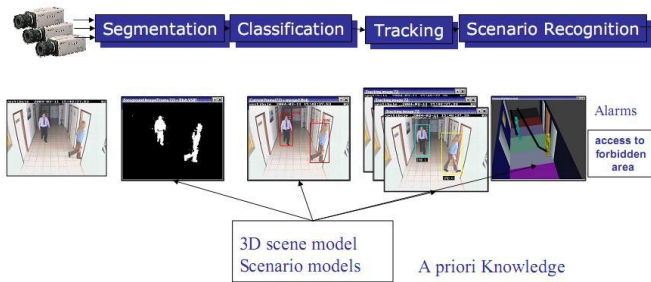 Segmentation
Classification
Tracking
Scenario Recognition
Alarms
access to
forbidden
area
3D scene model
Scenario models
A priori Knowledge